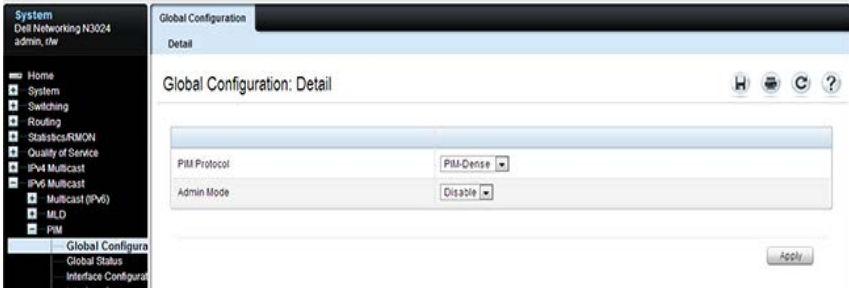 System
Dell Networking N3024
admin, r/w
Home
System
Switching
Routing
Statistics/RMON
Quality of Service
IPv4 Multicast
IPv6 Multicast
Multicast (IPv6)
MLD
PIM
Global Configura
Global Status
Interface Configurat
Global Configuration
Detail
Global Configuration: Detail
PIM Protocol PIM-Dense
Admin Mode Disable
Apply